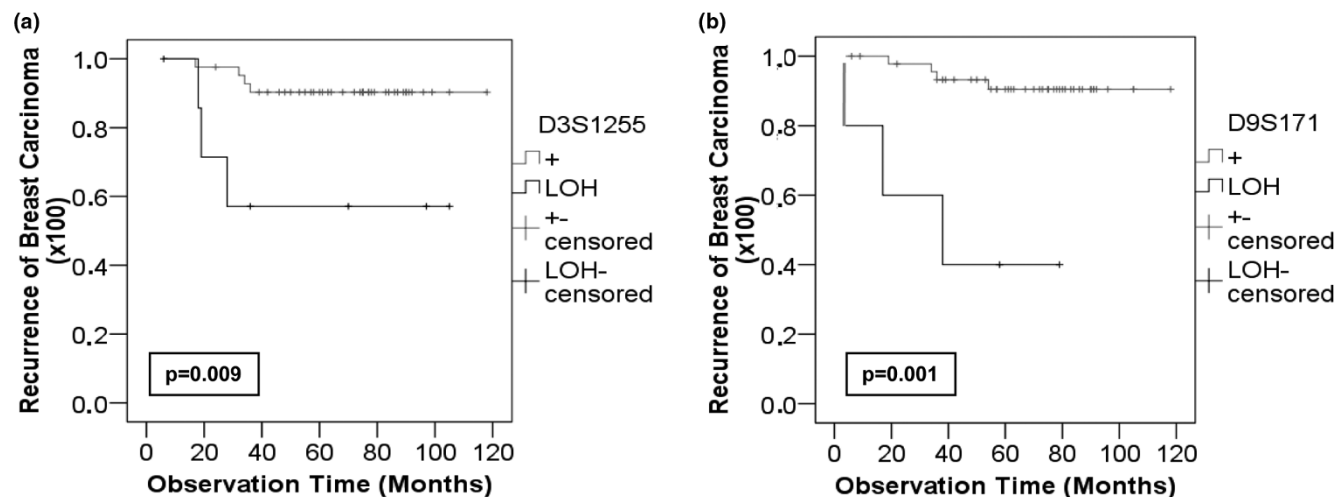 (a)
Recurrence of Breast Carcinoma
(x100)
1.0
0.8
0.6
0.4
0.2
0.0
p=0.009
0 20 40 60 80 100 120
Observation Time (Months)
D3S1255
+
LOH
+-
censored
LOH-
censored
(b)
Recurrence of Breast Carcinoma
(x100)
1.0
0.8
0.6
0.4
0.2
0.0
p=0.001
0 20 40 60 80 100 120
Observation Time (Months)
D9S171
+
LOH
+-
censored
LOH-
censored